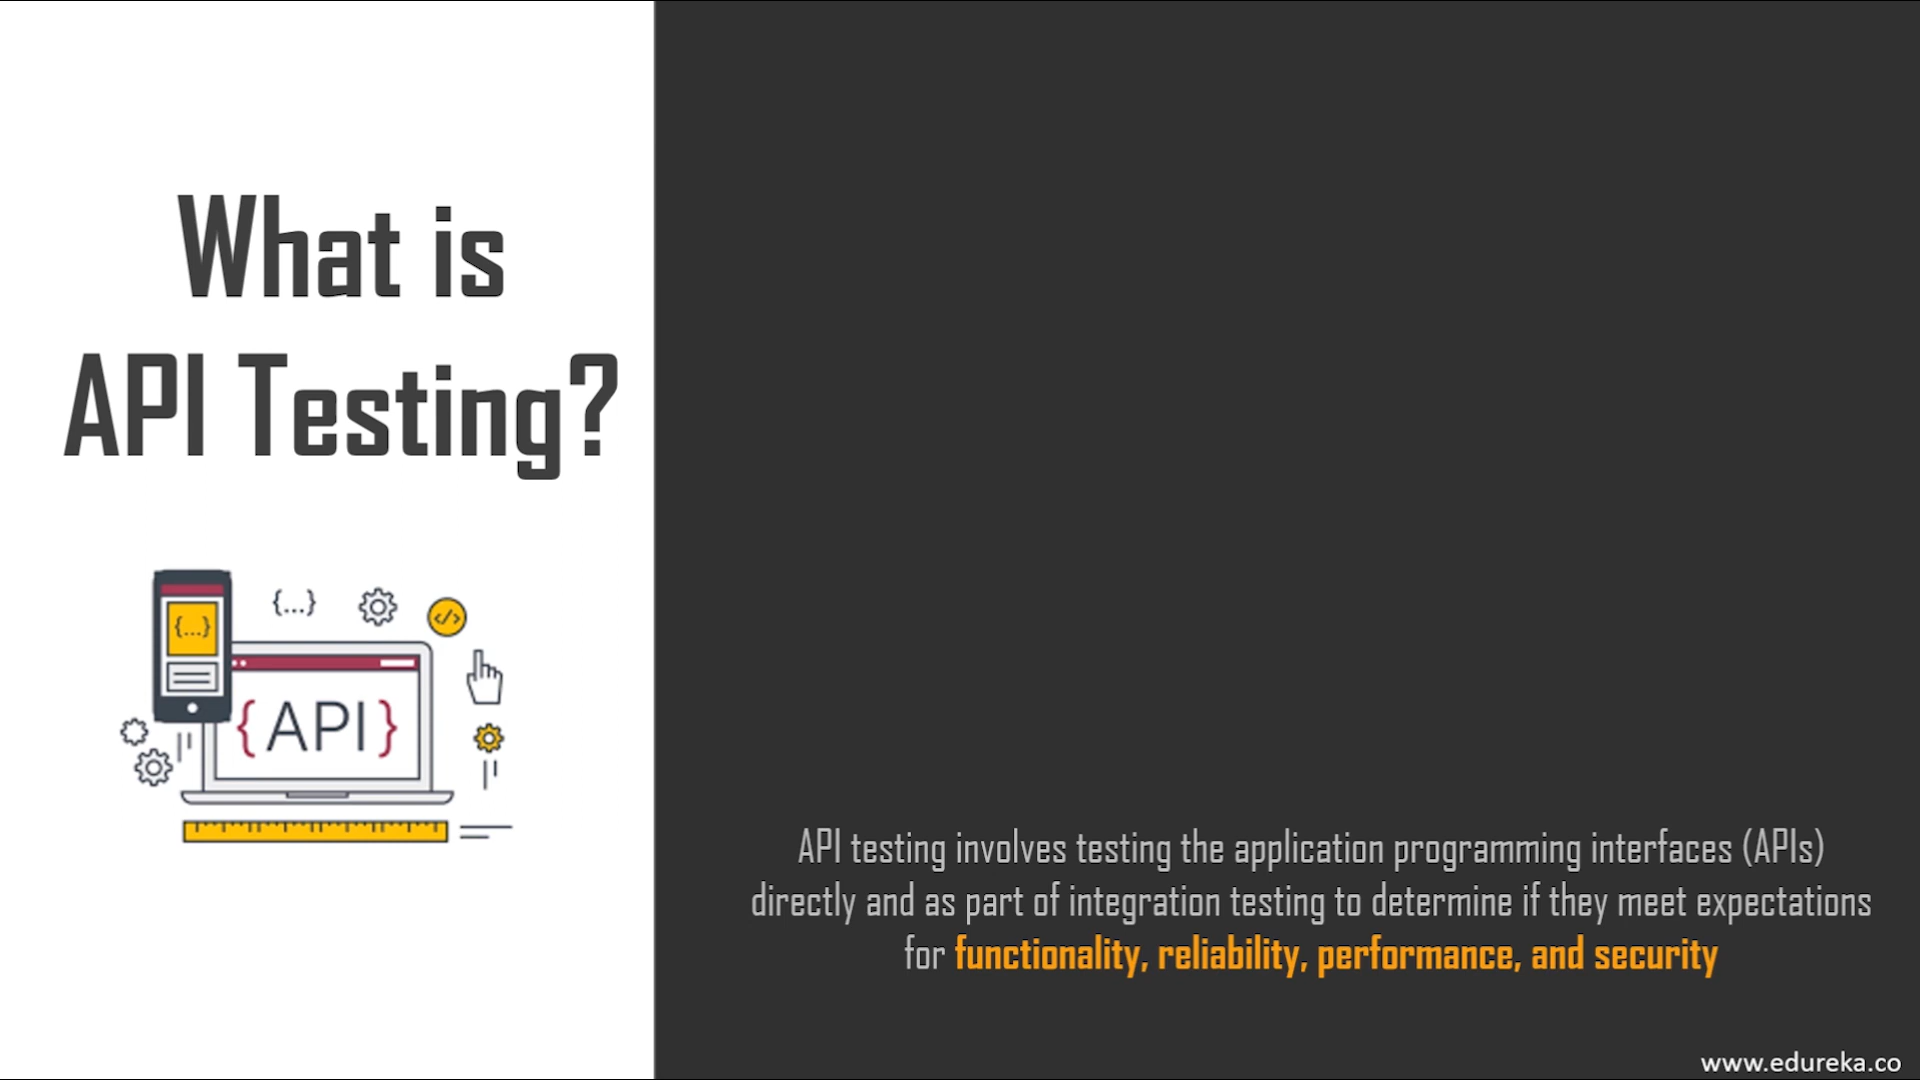 What is
API Testing?
{...}
</>
{...}
{API}
API testing involves testing the application programming interfaces (APIs)
directly and as part of integration testing to determine if they meet expectations
for functionality, reliability, performance, and security
www.edureka.co